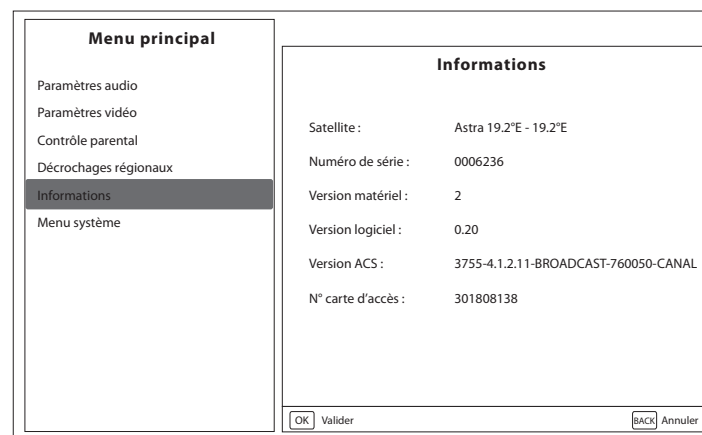 Menu principal
Paramètres audio
Paramètres vidéo
Contrôle parental
Décrochages régionaux
Informations
Menu système
Informations
Satellite : Astra 19.2°E - 19.2°E
Numéro de série : 0006236
Version matériel : 2
Version logiciel : 0.20
Version ACS : 3755-4.1.2.11-BROADCAST-760050-CANAL
N° carte d’accès : 301808138
OK Valider BACK Annuler